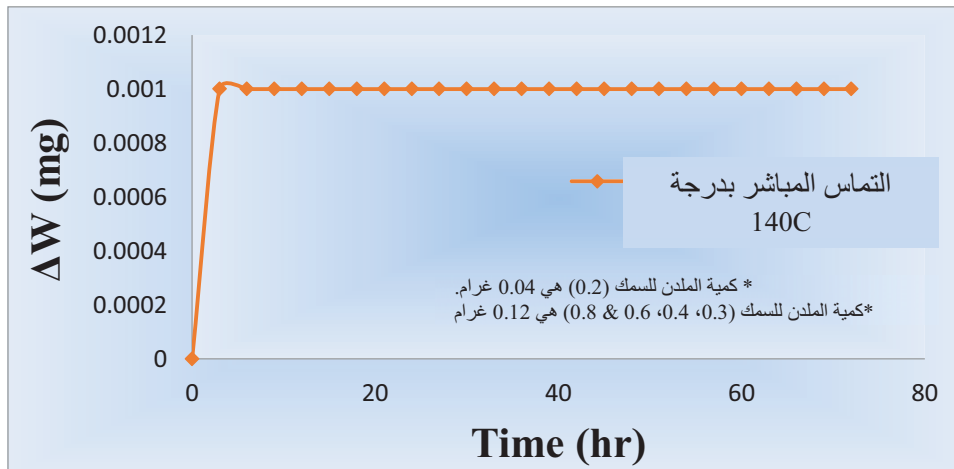 0.0012
0.001
0.0008
0.0006
0.0004
0.0002
0
ΔW (mg)
التماس المباشر بدرجة
140C
* كمية الملدن للسمك (0.2) هي 0.04 غرام.
*كمية الملدن للسمك (0.3، 0.4، 0.6 & 0.8) هي 0.12 غرام
0 20 40 60 80
Time (hr)